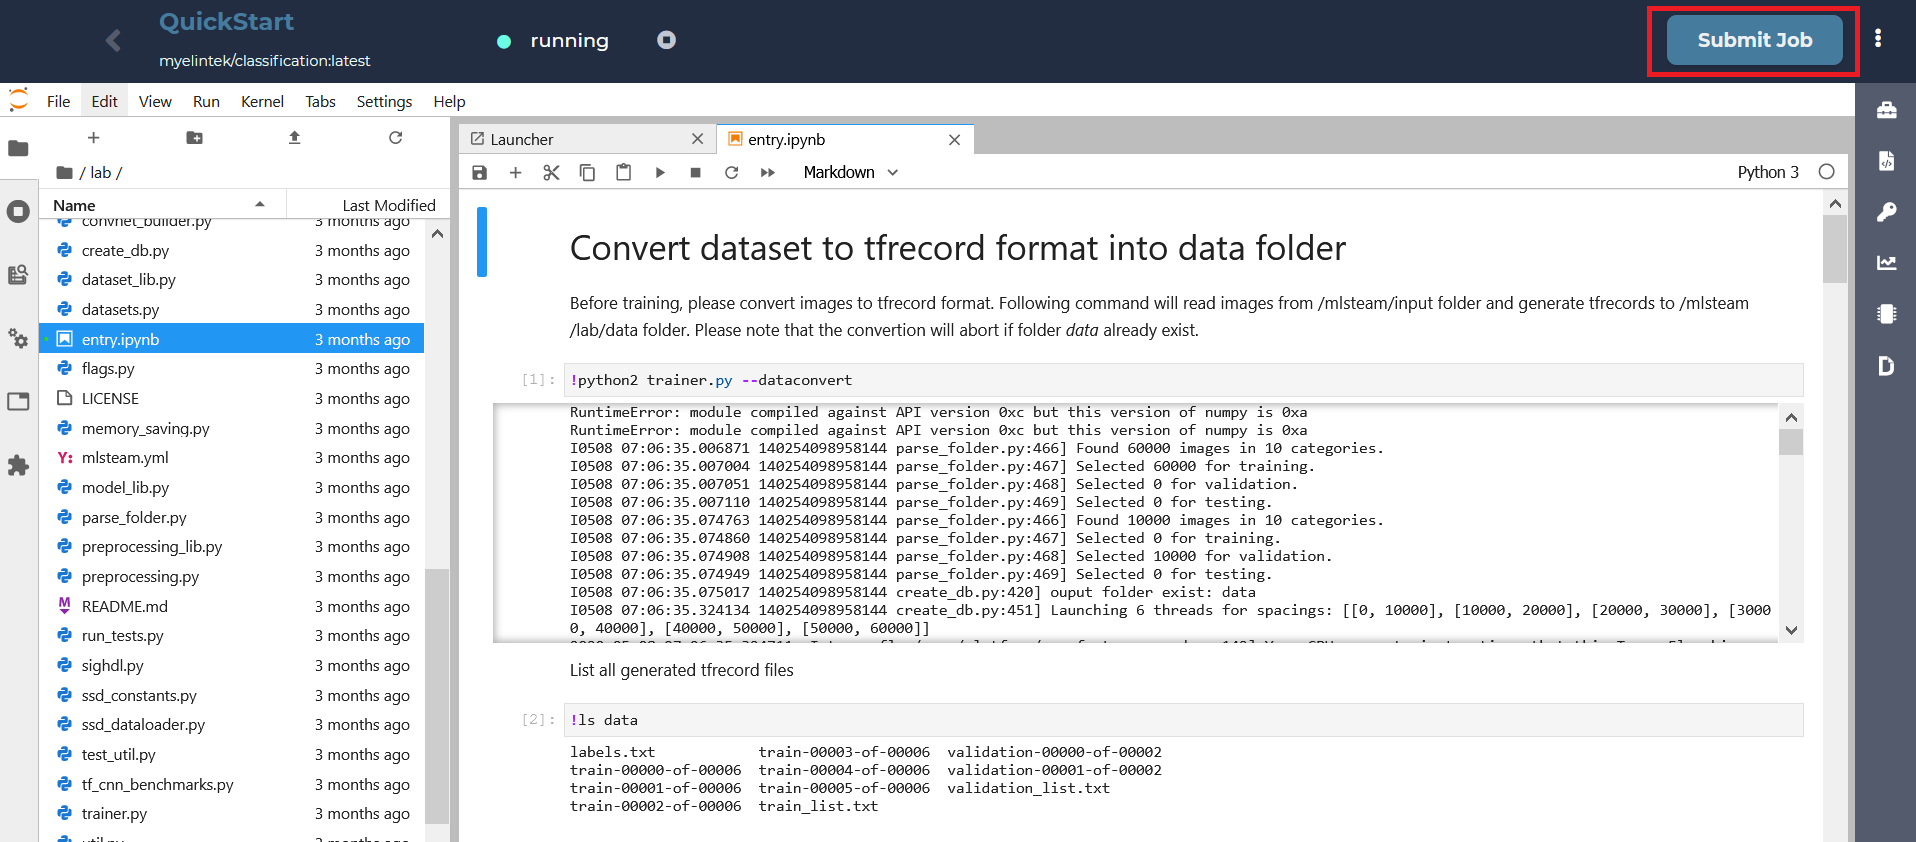 QuickStart
myelintek/classification:latest
running
Submit Job
File Edit View Run Kernel Tabs Settings Help
/ lab /
Name Last Modified
convnet_builder.py 3 months ago
create_db.py 3 months ago
dataset_lib.py 3 months ago
datasets.py 3 months ago
entry.ipynb 3 months ago
flags.py 3 months ago
LICENSE 3 months ago
memory_saving.py 3 months ago
Y: mlsteam.yml 3 months ago
model_lib.py 3 months ago
parse_folder.py 3 months ago
preprocessing_lib.py 3 months ago
preprocessing.py 3 months ago
README.md 3 months ago
run_tests.py 3 months ago
sighdl.py 3 months ago
ssd_constants.py 3 months ago
ssd_dataloader.py 3 months ago
test_util.py 3 months ago
tf_cnn_benchmarks.py 3 months ago
trainer.py 3 months ago
util.py 3 months ago
Launcher
entry.ipynb
Markdown
Python 3
Convert dataset to tfrecord format into data folder
Before training, please convert images to tfrecord format. Following command will read images from /mlsteam/input folder and generate tfrecords to /mlsteam
/lab/data folder. Please note that the convertion will abort if folder data already exist.
[1]: !python2 trainer.py --dataconvert
RuntimeError: module compiled against API version 0xc but this version of numpy is 0xa
RuntimeError: module compiled against API version 0xc but this version of numpy is 0xa
I0508 07:06:35.006871 140254098958144 parse_folder.py:466] Found 60000 images in 10 categories.
I0508 07:06:35.007004 140254098958144 parse_folder.py:467] Selected 60000 for training.
I0508 07:06:35.007051 140254098958144 parse_folder.py:468] Selected 0 for validation.
I0508 07:06:35.007110 140254098958144 parse_folder.py:469] Selected 0 for testing.
I0508 07:06:35.074763 140254098958144 parse_folder.py:466] Found 10000 images in 10 categories.
I0508 07:06:35.074860 140254098958144 parse_folder.py:467] Selected 0 for training.
I0508 07:06:35.074908 140254098958144 parse_folder.py:468] Selected 10000 for validation.
I0508 07:06:35.074949 140254098958144 parse_folder.py:469] Selected 0 for testing.
I0508 07:06:35.075017 140254098958144 create_db.py:420] ouput folder exist: data
I0508 07:06:35.324134 140254098958144 create_db.py:451] Launching 6 threads for spacings: [[0, 10000], [10000, 20000], [20000, 30000], [3000
0, 40000], [40000, 50000], [50000, 60000]]
List all generated tfrecord files
[2]: !ls data
labels.txt train-00003-of-00006 validation-00000-of-00002
train-00000-of-00006 train-00004-of-00006 validation-00001-of-00002
train-00001-of-00006 train-00005-of-00006 validation_list.txt
train-00002-of-00006 train_list.txt